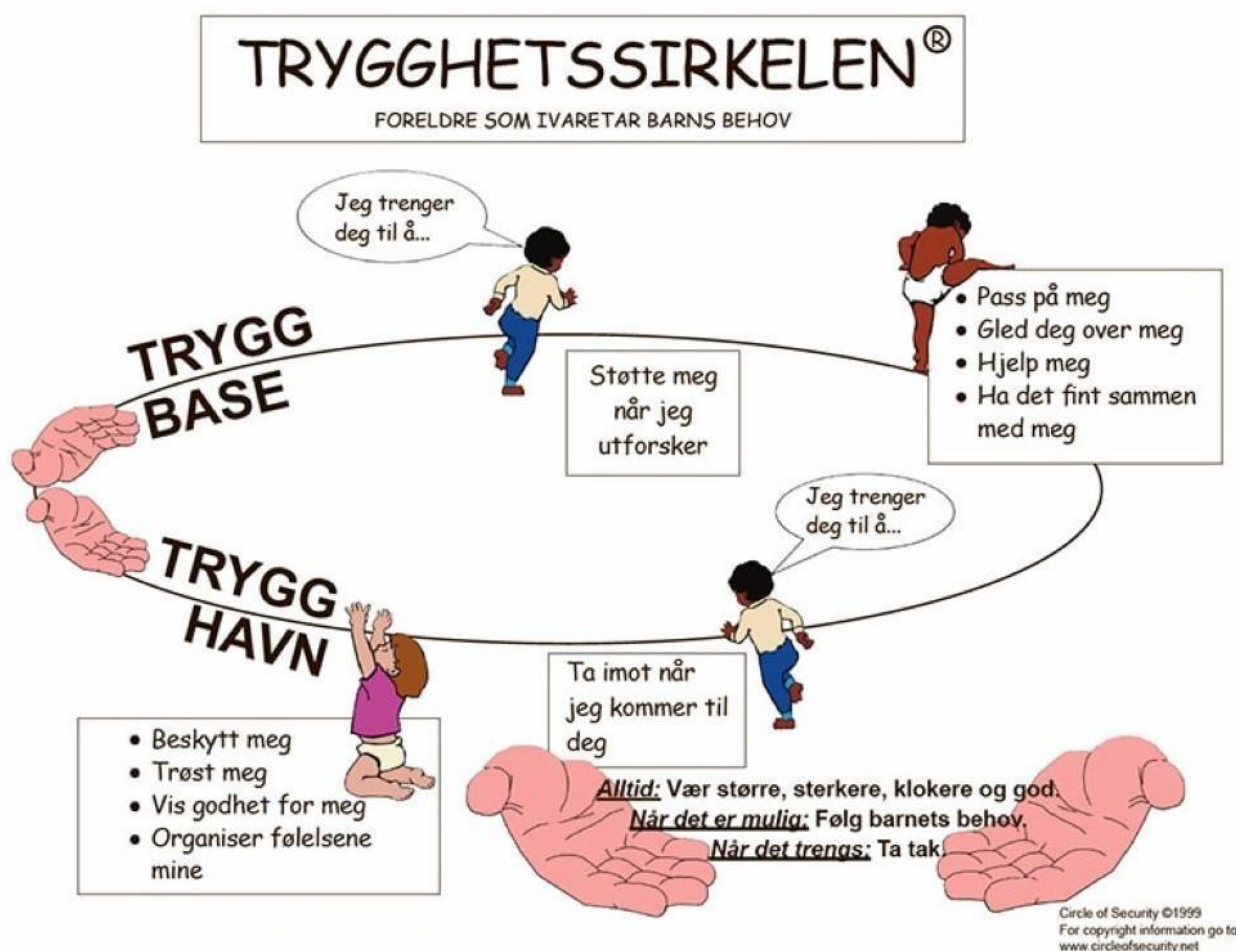 TRYGGHETSSIRKELEN®
FORELDRE SOM IVARETAR BARNS BEHOV
Jeg trenger
deg til å...
TRYGG
BASE
Støtte meg
når jeg
utforsker
• Pass på meg
• Gled deg over meg
• Hjelp meg
• Ha det fint sammen
med meg
Jeg trenger
deg til å...
TRYGG
HAVN
Ta imot når
jeg kommer til
deg
• Beskytt meg
• Trøst meg
• Vis godhet for meg
• Organiser følelsene
mine
Alltid: Vær større, sterkere, klokere og god.
Når det er mulig: Følg barnets behov.
Når det trengs: Ta tak.
Circle of Security ©1999
For copyright information go to
www.circleofsecurity.net